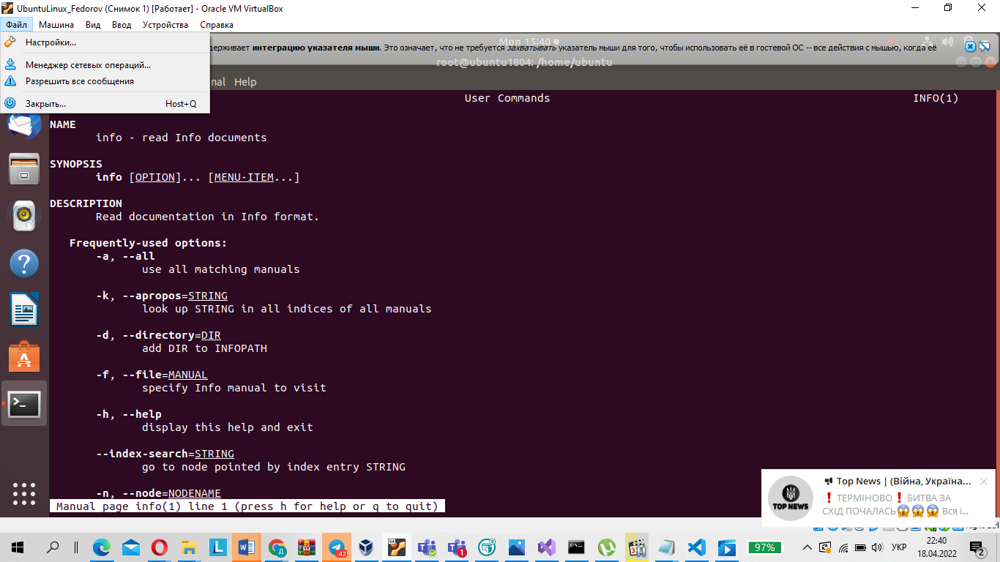 UbuntuLinux_Fedorov (Снимок 1) [Работает] - Oracle VM VirtualBox
Файл Машина Вид Ввод Устройства Справка
Настройки...
Менеджер сетевых операций...
Разрешить все сообщения
Закрыть... Host+Q
держивает интеграцию указателя мыши. Это означает, что не требуется захватывать указатель мыши для того, чтобы использовать её в гостевой ОС -- все действия с мышью, когда её
Mon 15:40
root@ubuntu1804: /home/ubuntu
nal Help
User Commands INFO(1)
NAME
info - read Info documents
SYNOPSIS
info [OPTION]... [MENU-ITEM...]
DESCRIPTION
Read documentation in Info format.
Frequently-used options:
-a, --all
use all matching manuals
-k, --apropos=STRING
look up STRING in all indices of all manuals
-d, --directory=DIR
add DIR to INFOPATH
-f, --file=MANUAL
specify Info manual to visit
-h, --help
display this help and exit
--index-search=STRING
go to node pointed by index entry STRING
-n, --node=NODENAME
Manual page info(1) line 1 (press h for help or q to quit)
TOP NEWS
Top News | (Війна, Україна...
❗ ТЕРМІНОВО❗ БИТВА ЗА
СХІД ПОЧАЛАСЬ😱😱😱 Вся і...
97%
УКР
22:40
18.04.2022
2